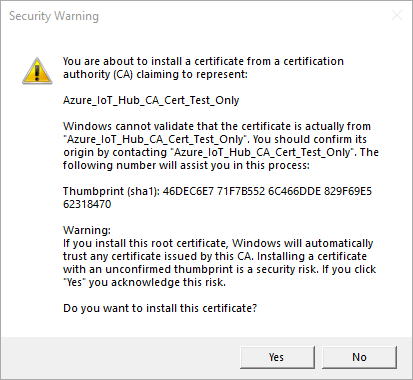 Security Warning
You are about to install a certificate from a certification
authority (CA) claiming to represent:
Azure_IoT_Hub_CA_Cert_Test_Only
Windows cannot validate that the certificate is actually from
"Azure_IoT_Hub_CA_Cert_Test_Only". You should confirm its
origin by contacting "Azure_IoT_Hub_CA_Cert_Test_Only". The
following number will assist you in this process:
Thumbprint (sha1): 46DEC6E7 71F7B552 6C466DDE 829F69E5
62318470
Warning:
If you install this root certificate, Windows will automatically
trust any certificate issued by this CA. Installing a certificate
with an unconfirmed thumbprint is a security risk. If you click
"Yes" you acknowledge this risk.
Do you want to install this certificate?
Yes
No